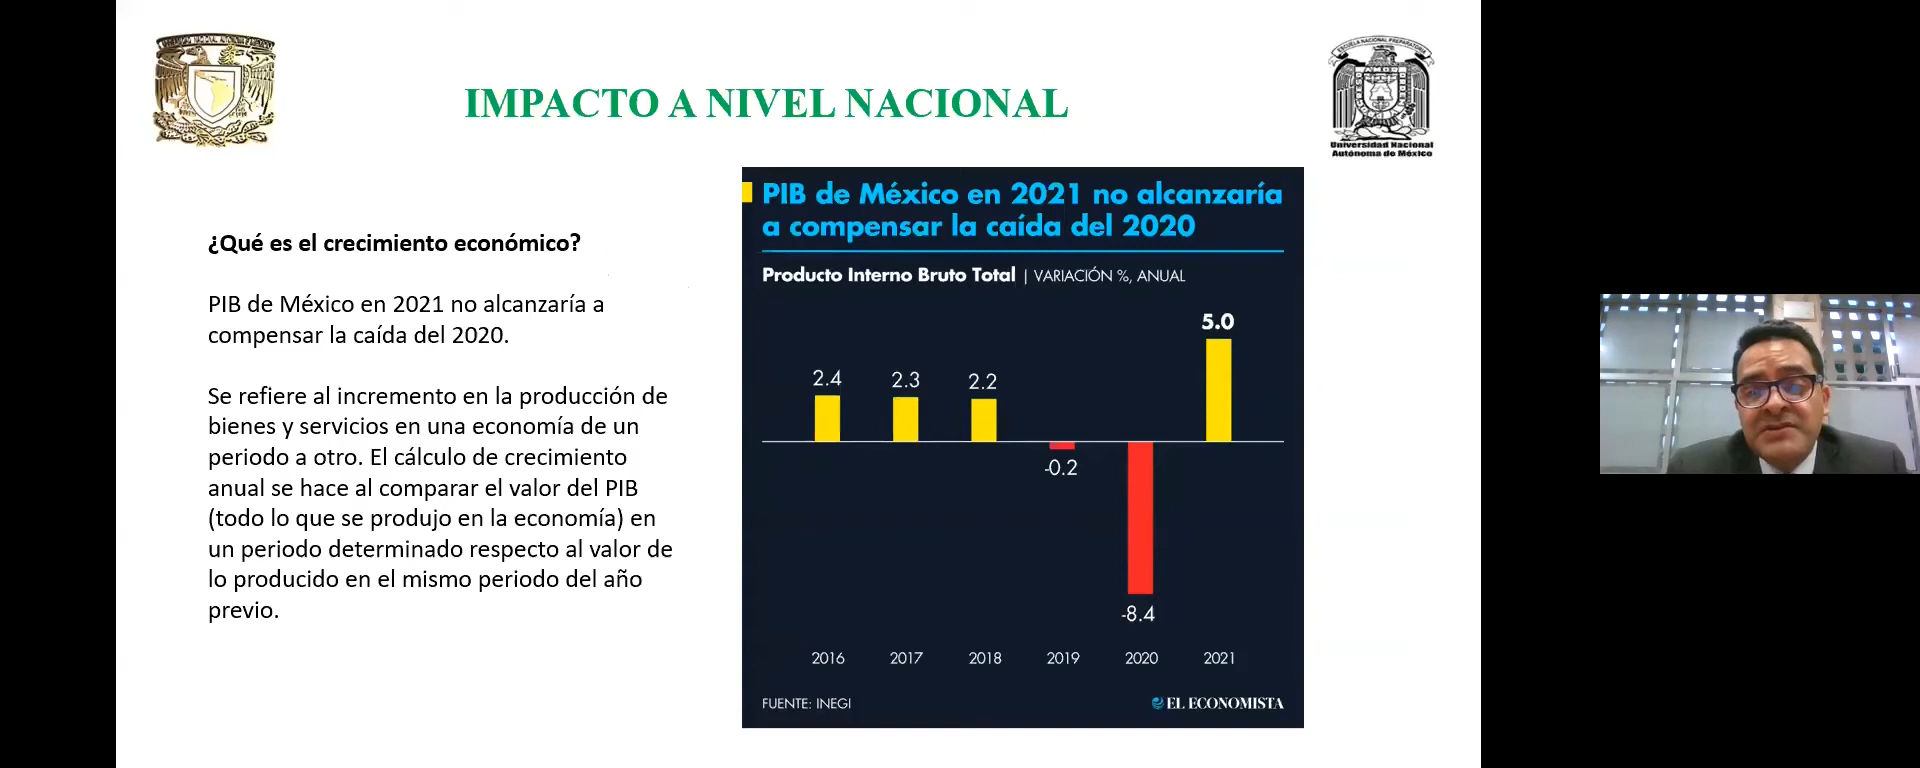 IMPACTO A NIVEL NACIONAL
ESCUELA NACIONAL PREPARATORIA
Universidad Nacional
Autónoma de México
¿Qué es el crecimiento económico?
PIB de México en 2021 no alcanzaría a
compensar la caída del 2020.
Se refiere al incremento en la producción de
bienes y servicios en una economía de un
periodo a otro. El cálculo de crecimiento
anual se hace al comparar el valor del PIB
(todo lo que se produjo en la economía) en
un periodo determinado respecto al valor de
lo producido en el mismo periodo del año
previo.
PIB de México en 2021 no alcanzaría
a compensar la caída del 2020
Producto Interno Bruto Total | VARIACIÓN %, ANUAL
2.4 2.3 2.2 -0.2 -8.4 5.0
2016 2017 2018 2019 2020 2021
FUENTE: INEGI
EL ECONOMISTA